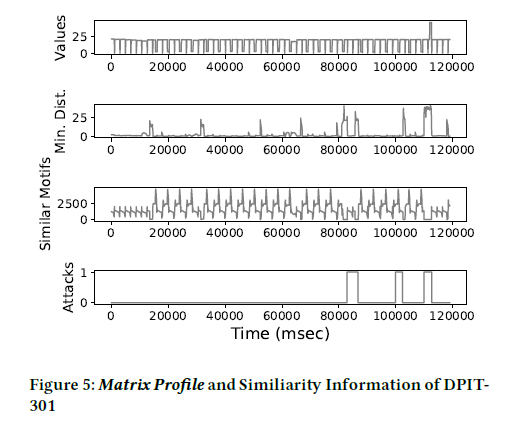 Values
25
0
0 20000 40000 60000 80000 100000 120000
Min. Dist.
25
0
0 20000 40000 60000 80000 100000 120000
Similar Motifs
2500
0
0 20000 40000 60000 80000 100000 120000
Attacks
1
0
0 20000 40000 60000 80000 100000 120000
Time (msec)
Figure 5: Matrix Profile and Similiarity Information of DPIT-
301